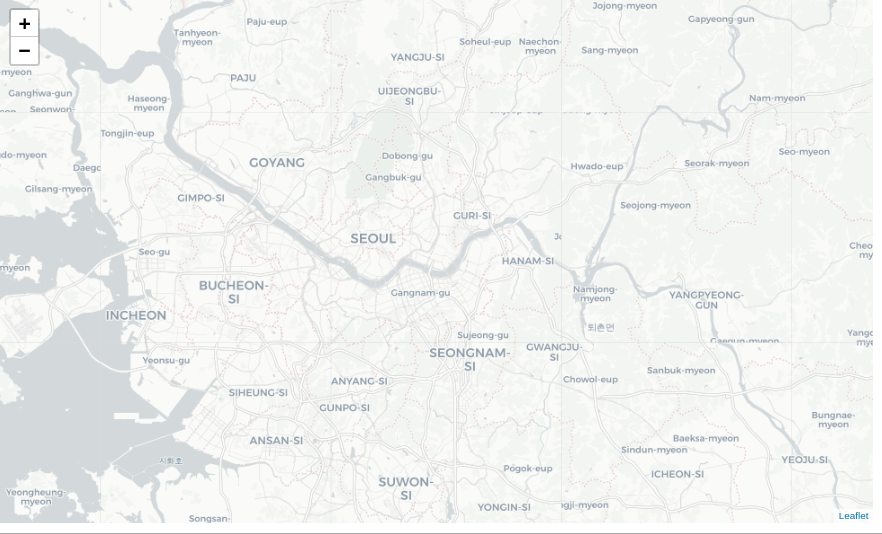 +
−
Jojong-myeon
Paju-eup
Gapyeong-gun
Tanhyeon-
myeon
Soheul-eup
Naechon-
myeon
Sang-myeon
YANGJU-SI
PAJU
UIJEONGBU-
SI
Ganghwa-gun
Haseong-
myeon
Nam-myeon
Seonwon-
Tongjin-eup
do-myeon
Dobong-gu
Seo-myeon
GOYANG
Hwado-eup
Seorak-myeon
Gangbuk-gu
Gilsang-myeon
GIMPO-SI
Seojong-myeon
GURI-SI
SEOUL
Seo-gu
HANAM-SI
myeon
BUCHEON-
SI
Gangnam-gu
Namjong-
myeon
YANGPYEONG-
GUN
INCHEON
퇴촌면
Sujeong-gu
SEONGNAM-
SI
GWANGJU-
SI
Yeonsu-gu
Sanbuk-myeon
ANYANG-SI
Chowol-eup
SIHEUNG-SI
GUNPO-SI
Bungnae-
myeon
ANSAN-SI
Baeksa-myeon
Sindun-myeon
시화호
YEOJU-SI
Pogok-eup
ICHEON-SI
SUWON-
SI
Yeongheung-
myeon
YONGIN-SI
Songsan-
Leaflet